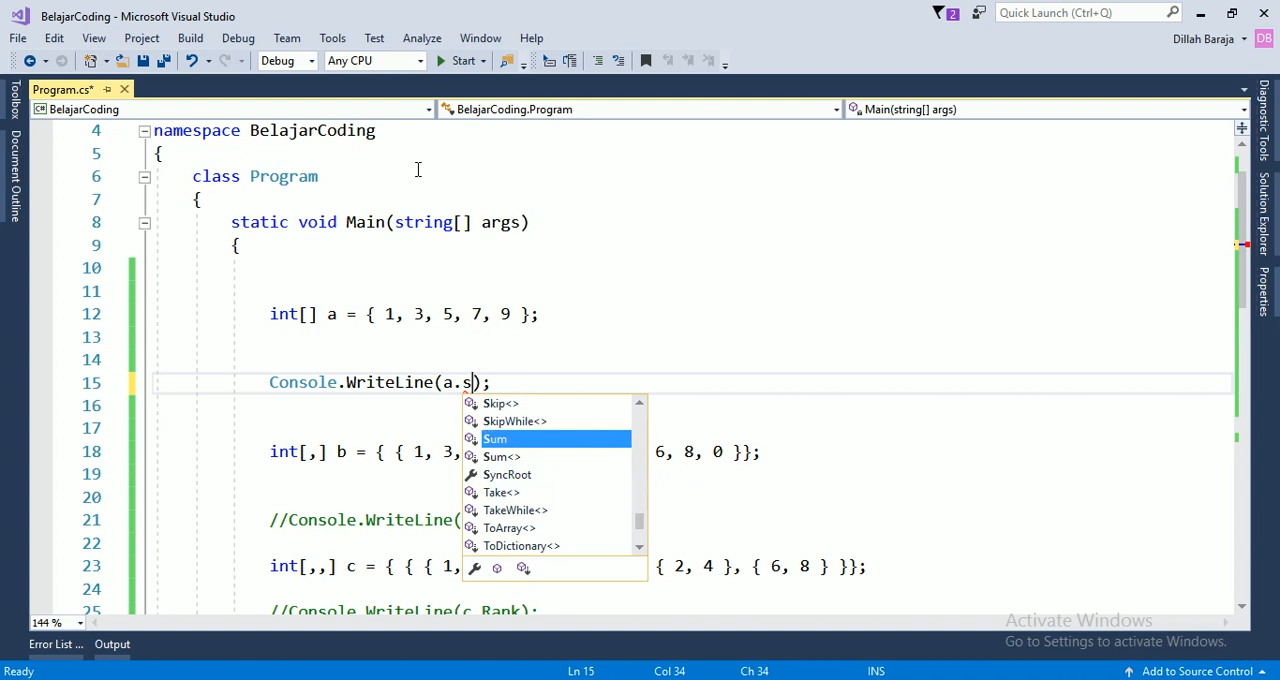 BelajarCoding - Microsoft Visual Studio
2
Quick Launch (Ctrl+Q)
File Edit View Project Build Debug Team Tools Test Analyze Window Help
Dillah Baraja DB
Debug Any CPU Start
Program.cs*
C# BelajarCoding BelajarCoding.Program Main(string[] args)
Toolbox
Document Outline
Diagnostic Tools
Solution Explorer
Properties
4 namespace BelajarCoding
5 {
6 class Program
7 {
8 static void Main(string[] args)
9 {
10
11
12 int[] a = { 1, 3, 5, 7, 9 };
13
14
15 Console.WriteLine(a.s);
16
17
18 int[,] b = { { 1, 3, 6, 8, 0 }};
19
20
21 //Console.WriteLine(
22
23 int[,,] c = { { { 1, { 2, 4 }, { 6, 8 } }};
24
25 //Console.WriteLine(c.Rank);
Skip<>
SkipWhile<>
Sum
Sum<>
SyncRoot
Take<>
TakeWhile<>
ToArray<>
ToDictionary<>
Activate Windows
Go to Settings to activate Windows.
144 %
Error List ... Output
Ready Ln 15 Col 34 Ch 34 INS Add to Source Control